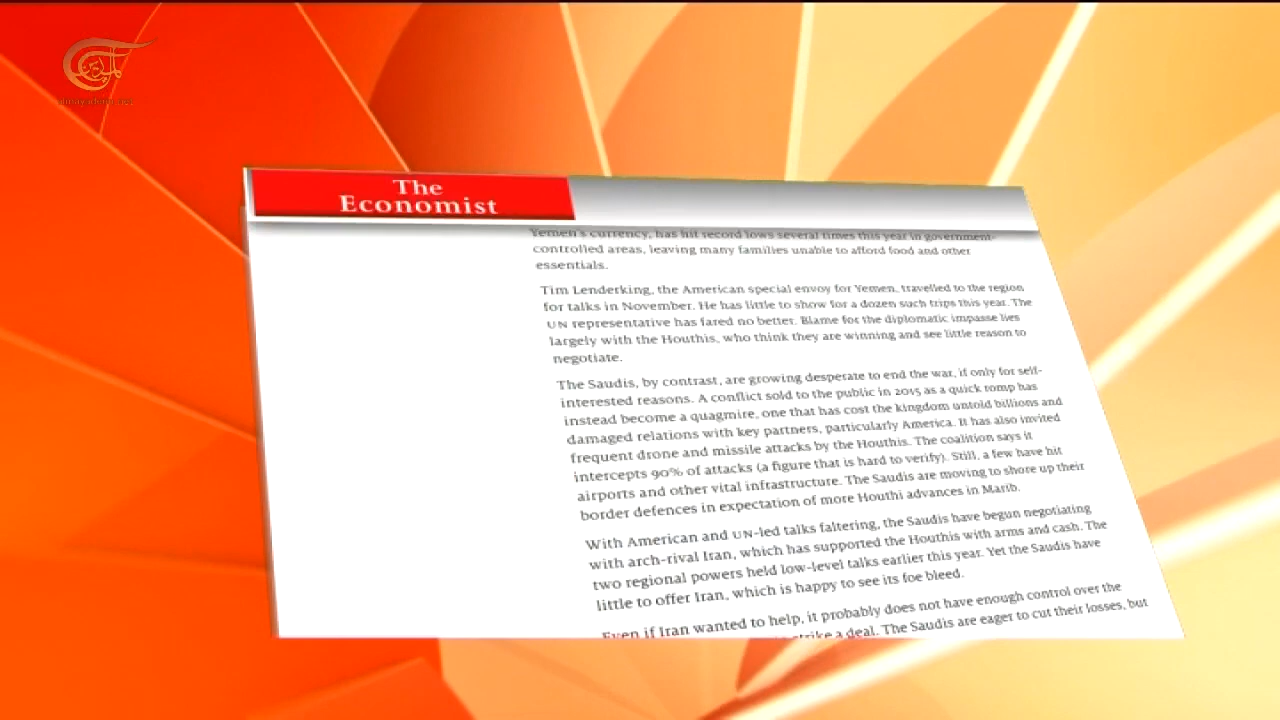 الميادين
almayadeen.net
The
Economist
Yemen's currency, has hit record lows several times this year in government-
controlled areas, leaving many families unable to afford food and other
essentials.
Tim Lenderking, the American special envoy for Yemen, travelled to the region
for talks in November. He has little to show for a dozen such trips this year. The
UN representative has fared no better. Blame for the diplomatic impasse lies
largely with the Houthis, who think they are winning and see little reason to
negotiate.
The Saudis, by contrast, are growing desperate to end the war, if only for self-
interested reasons. A conflict sold to the public in 2015 as a quick romp has
instead become a quagmire, one that has cost the kingdom untold billions and
damaged relations with key partners, particularly America. It has also invited
frequent drone and missile attacks by the Houthis. The coalition says it
intercepts 90% of attacks (a figure that is hard to verify). Still, a few have hit
airports and other vital infrastructure. The Saudis are moving to shore up their
border defences in expectation of more Houthi advances in Marib.
With American and UN-led talks faltering, the Saudis have begun negotiating
with arch-rival Iran, which has supported the Houthis with arms and cash. The
two regional powers held low-level talks earlier this year. Yet the Saudis have
little to offer Iran, which is happy to see its foe bleed.
Even if Iran wanted to help, it probably does not have enough control over the
strike a deal. The Saudis are eager to cut their losses, but